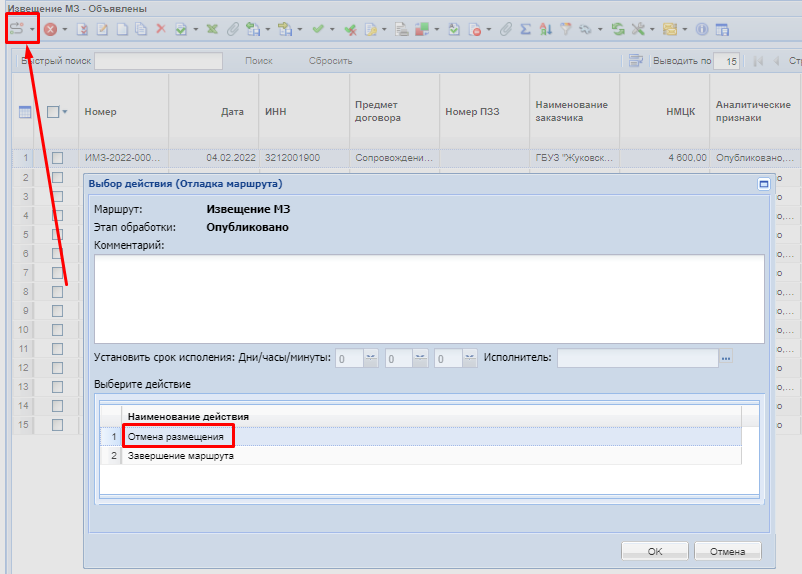 Извещение МЗ - Объявлены
Быстрый поиск Поиск Сбросить Выводить по 15
Номер Дата ИНН Предмет договора Номер ПЗЗ Наименование заказчика НМЦК Аналитические признаки
1 ИМЗ-2022-000... 04.02.2022 3212001900 Сопровождени... ГБУЗ "Жуковск... 4 600,00 Опубликовано,...
2
3
4
5
6
7
8
9
10
11
12
13
14
15
Выбор действия (Отладка маршрута)
Маршрут: Извещение МЗ
Этап обработки: Опубликовано
Комментарий:
Установить срок исполения: Дни/часы/минуты: 0 0 0 Исполнитель: ...
Выберите действие
Наименование действия
1 Отмена размещения
2 Завершение маршрута
OK Отмена